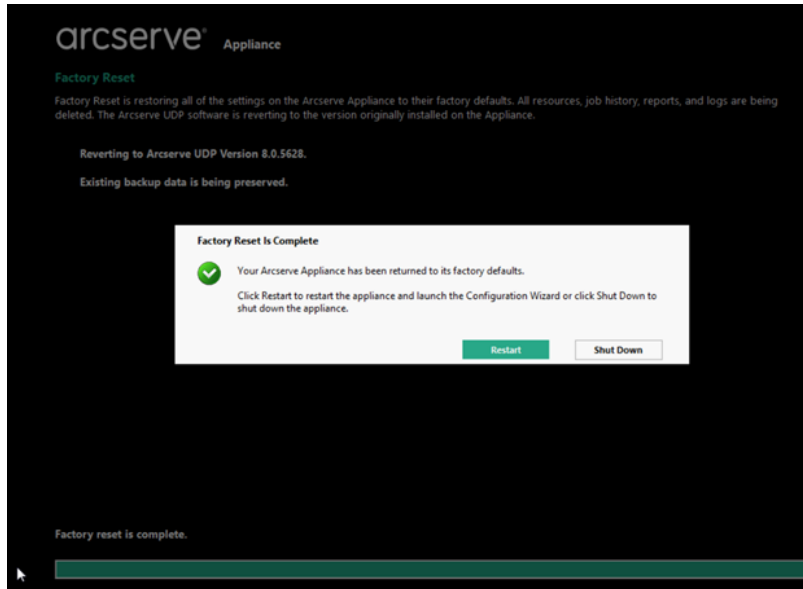 arcserve® Appliance
Factory Reset
Factory Reset is restoring all of the settings on the Arcserve Appliance to their factory defaults. All resources, job history, reports, and logs are being
deleted. The Arcserve UDP software is reverting to the version originally installed on the Appliance.
Reverting to Arcserve UDP Version 8.0.5628.
Existing backup data is being preserved.
Factory Reset Is Complete
Your Arcserve Appliance has been returned to its factory defaults.
Click Restart to restart the appliance and launch the Configuration Wizard or click Shut Down to
shut down the appliance.
Restart Shut Down
Factory reset is complete.